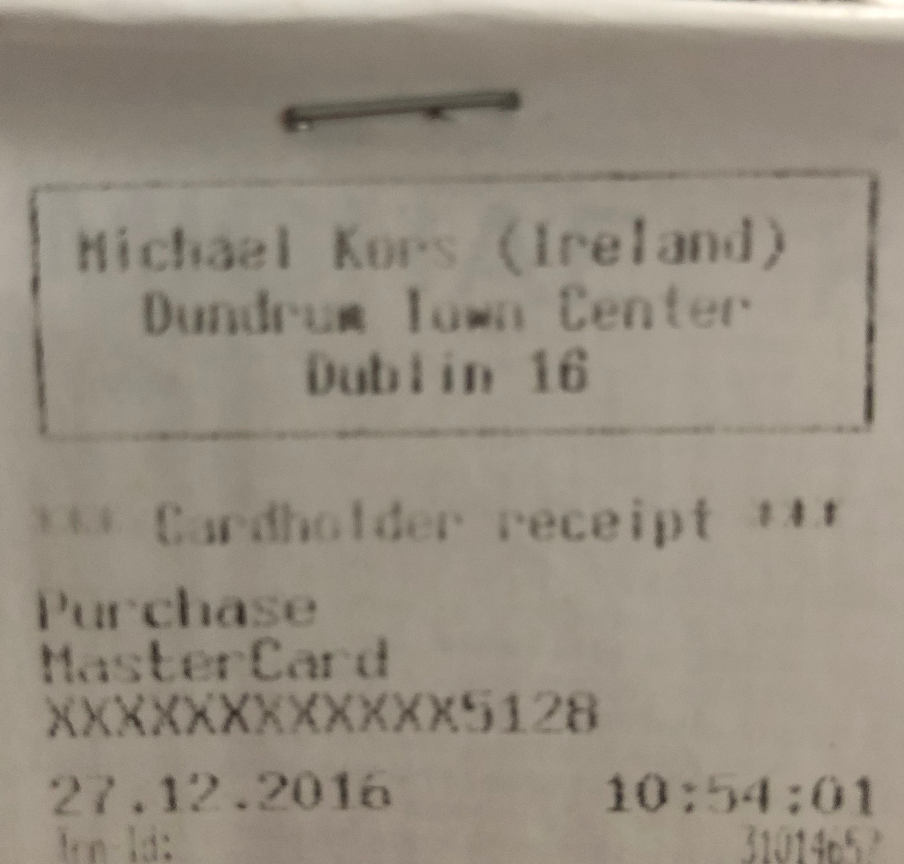 Michael Kors (Ireland)
Dundrum Town Center
Dublin 16
*** Cardholder receipt ***
Purchase
MasterCard
XXXXXXXXXXXX5128
27.12.2016 10:54:01